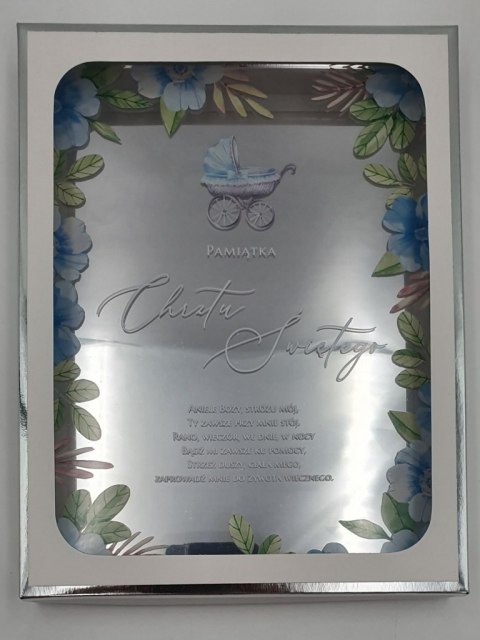 PAMIĄTKA
Chrztu
Świętego
ANIELE BOŻY, STRÓŻU MÓJ,
TY ZAWSZE PRZY MNIE STÓJ.
RANO, WIECZÓR, WE DNIE, W NOCY
BĄDŹ MI ZAWSZE KU POMOCY,
STRZEŻ DUSZY, CIAŁA MEGO,
ZAPROWADŹ MNIE DO ŻYWOTA WIECZNEGO.